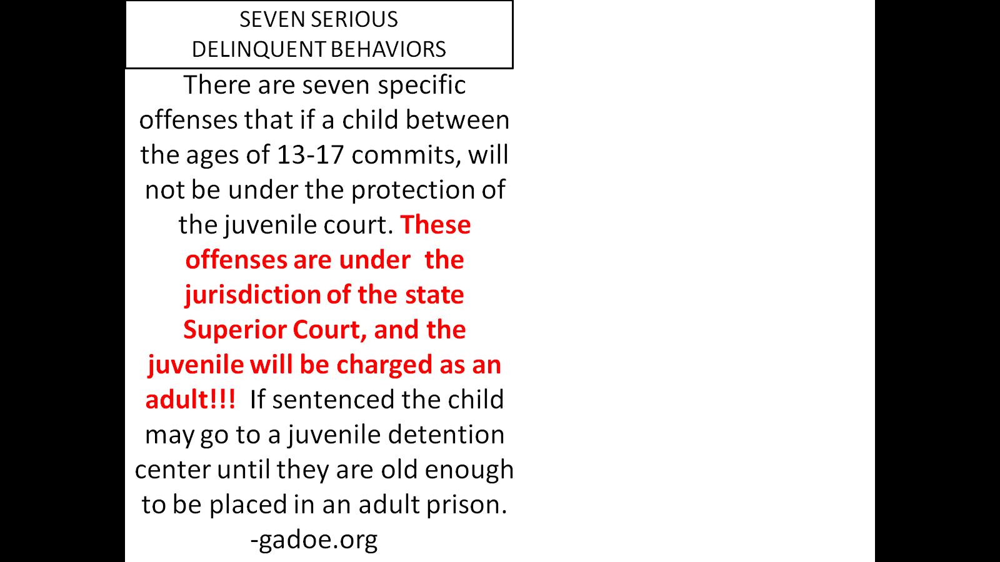 SEVEN SERIOUS
DELINQUENT BEHAVIORS
There are seven specific
offenses that if a child between
the ages of 13-17 commits, will
not be under the protection of
the juvenile court. These
offenses are under  the
jurisdiction of the state
Superior Court, and the
juvenile will be charged as an
adult!!!  If sentenced the child
may go to a juvenile detention
center until they are old enough
to be placed in an adult prison.
-gadoe.org